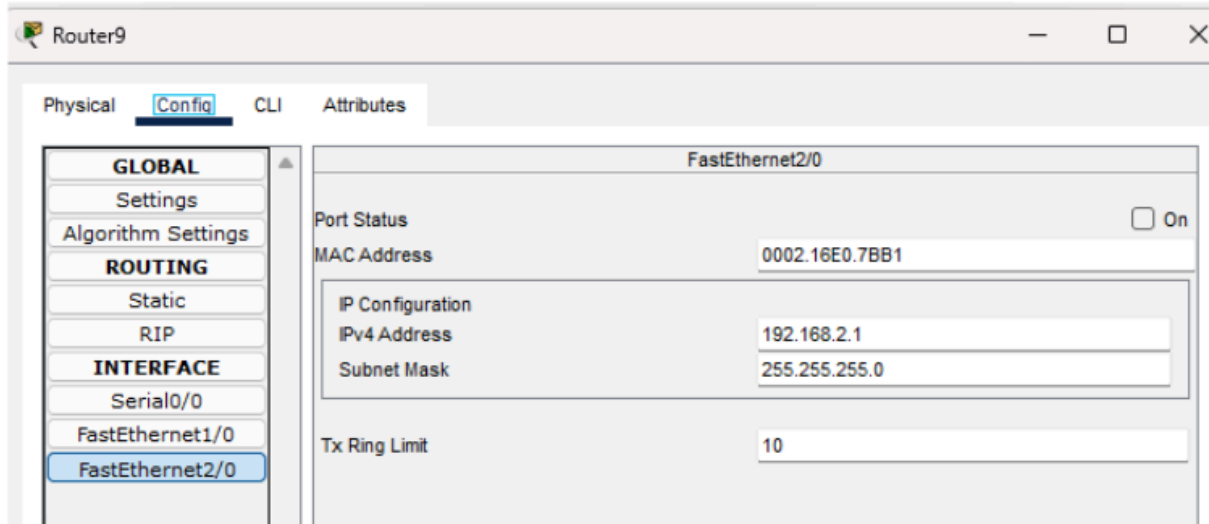 Router9
Physical Config CLI Attributes
GLOBAL
Settings
Algorithm Settings
ROUTING
Static
RIP
INTERFACE
Serial0/0
FastEthernet1/0
FastEthernet2/0
FastEthernet2/0
Port Status On
MAC Address 0002.16E0.7BB1
IP Configuration
IPv4 Address 192.168.2.1
Subnet Mask 255.255.255.0
Tx Ring Limit 10